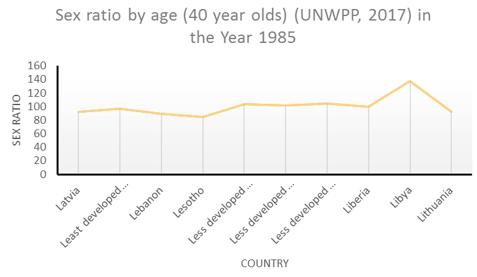 Sex ratio by age (40 year olds) (UNWPP, 2017) in
the Year 1985
160
140
120
100
80
60
40
20
0
SEX RATIO
Latvia
Least developed...
Lebanon
Lesotho
Less developed...
Less developed...
Less developed...
Liberia
Libya
Lithuania
COUNTRY